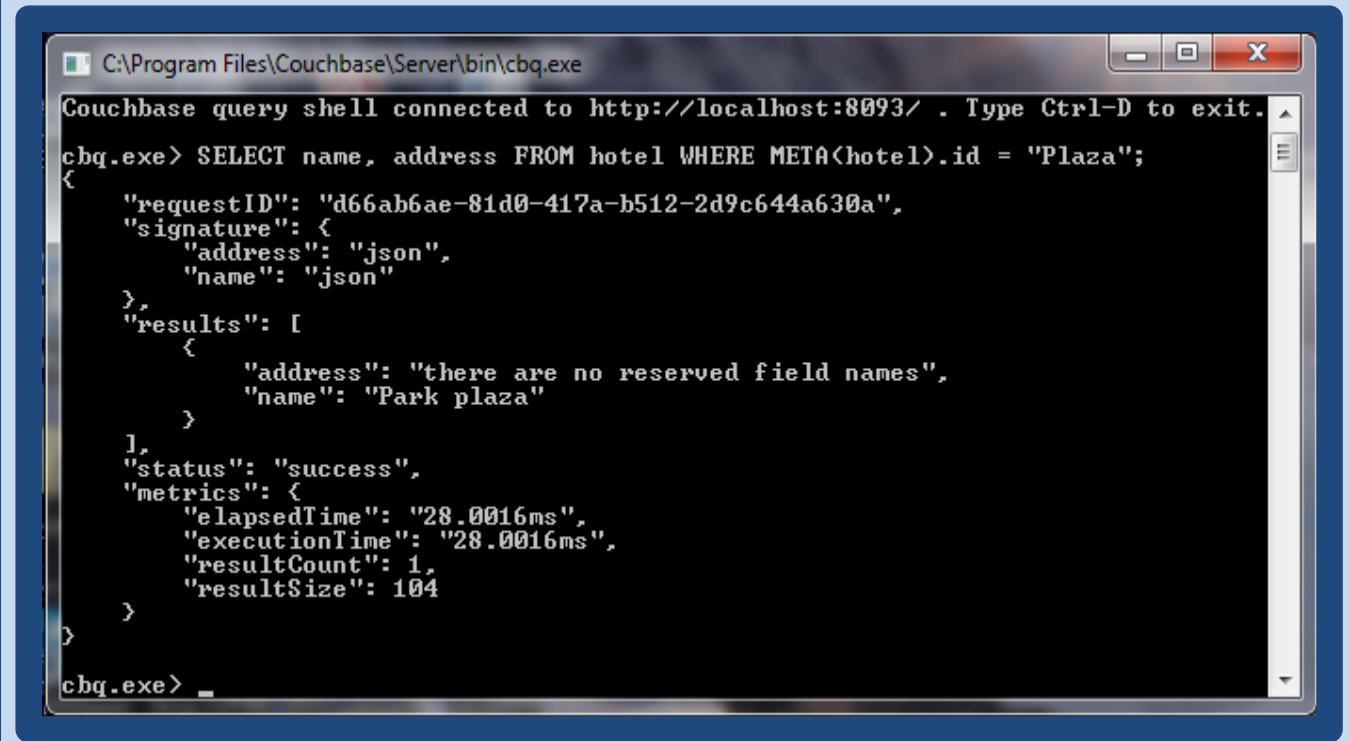 C:\Program Files\Couchbase\Server\bin\cbq.exe
Couchbase query shell connected to http://localhost:8093/ . Type Ctrl-D to exit.
cbq.exe> SELECT name, address FROM hotel WHERE META(hotel).id = "Plaza";
{
    "requestID": "d66ab6ae-81d0-417a-b512-2d9c644a630a",
    "signature": {
        "address": "json",
        "name": "json"
    },
    "results": [
        {
            "address": "there are no reserved field names",
            "name": "Park plaza"
        }
    ],
    "status": "success",
    "metrics": {
        "elapsedTime": "28.0016ms",
        "executionTime": "28.0016ms",
        "resultCount": 1,
        "resultSize": 104
    }
}
cbq.exe> _